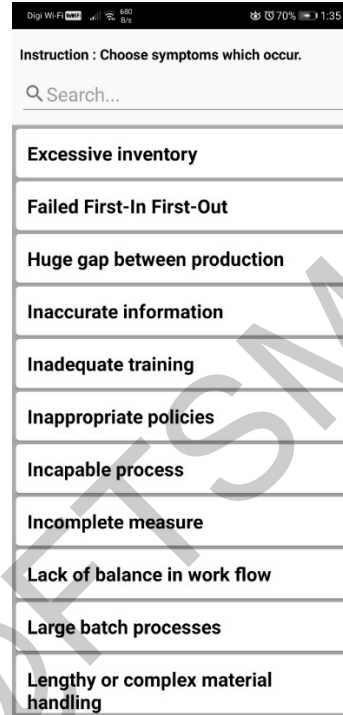 Digi Wi-Fi VoWiFi 680 B/s 70% 1:35
Instruction : Choose symptoms which occur.
Search...
Excessive inventory
Failed First-In First-Out
Huge gap between production
Inaccurate information
Inadequate training
Inappropriate policies
Incapable process
Incomplete measure
Lack of balance in work flow
Large batch processes
Lengthy or complex material
handling
@FTSM